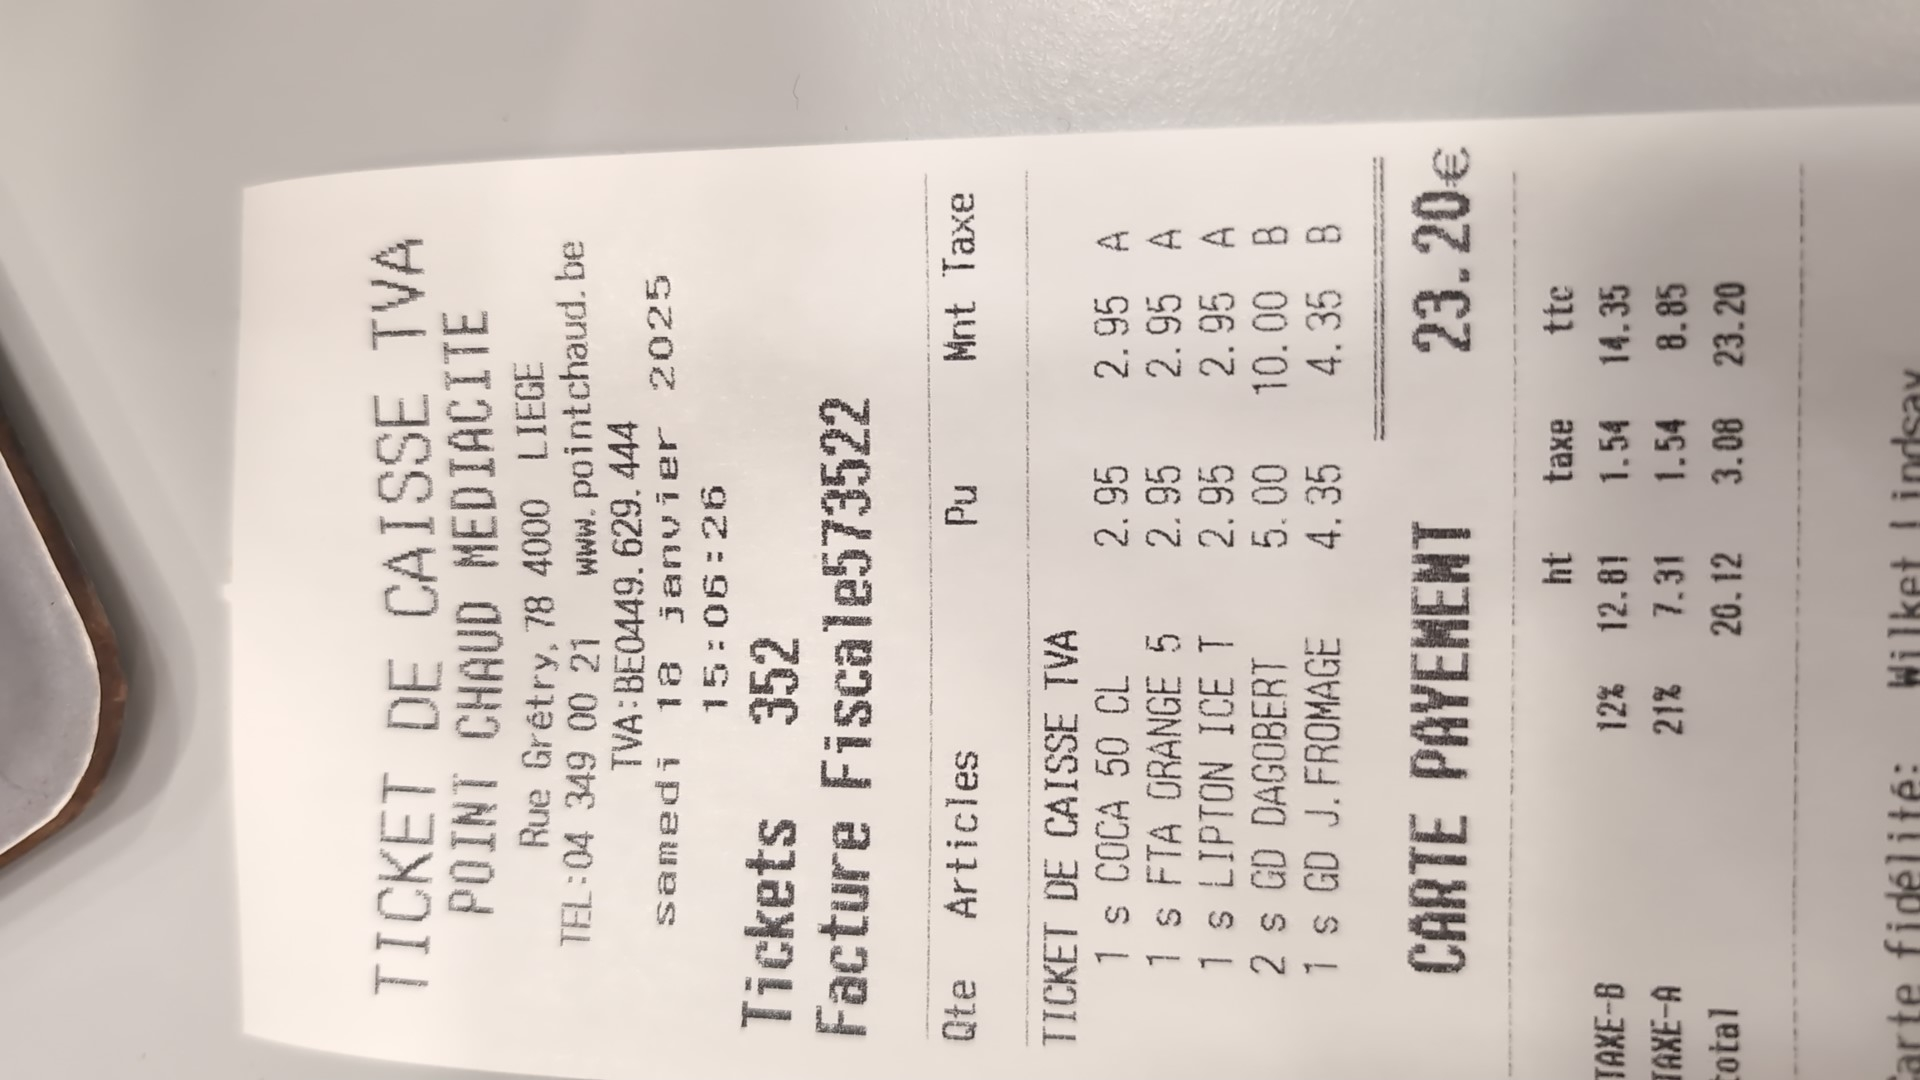 TICKET DE CAISSE TVA
POINT CHAUD MEDIACITE
Rue Grétry, 78 4000 LIEGE
TEL:04 349 00 21 www.pointchaud.be
TVA:BE0449.629.444
samedi 18 janvier 2025
15:06:26
Tickets 352
Facture Fiscale573522
Qte Articles Pu Mnt Taxe
TICKET DE CAISSE TVA
1 s COCA 50 CL 2.95 2.95 A
1 s FTA ORANGE 5 2.95 2.95 A
1 s LIPTON ICE T 2.95 2.95 A
2 s GD DAGOBERT 5.00 10.00 B
1 s GD J.FROMAGE 4.35 4.35 B
CARTE PAYEMENT 23.20€
ht taxe ttc
TAXE-B 12% 12.81 1.54 14.35
TAXE-A 21% 7.31 1.54 8.85
total 20.12 3.08 23.20
carte fidélité: Wilket Lindsay